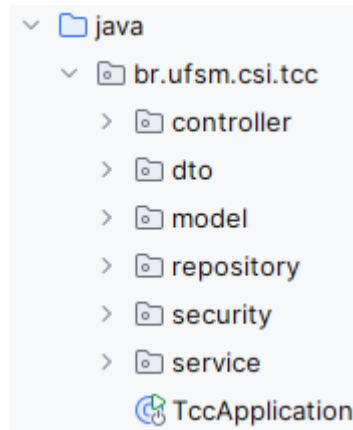 java
br.ufsm.csi.tcc
controller
dto
model
repository
security
service
TccApplication